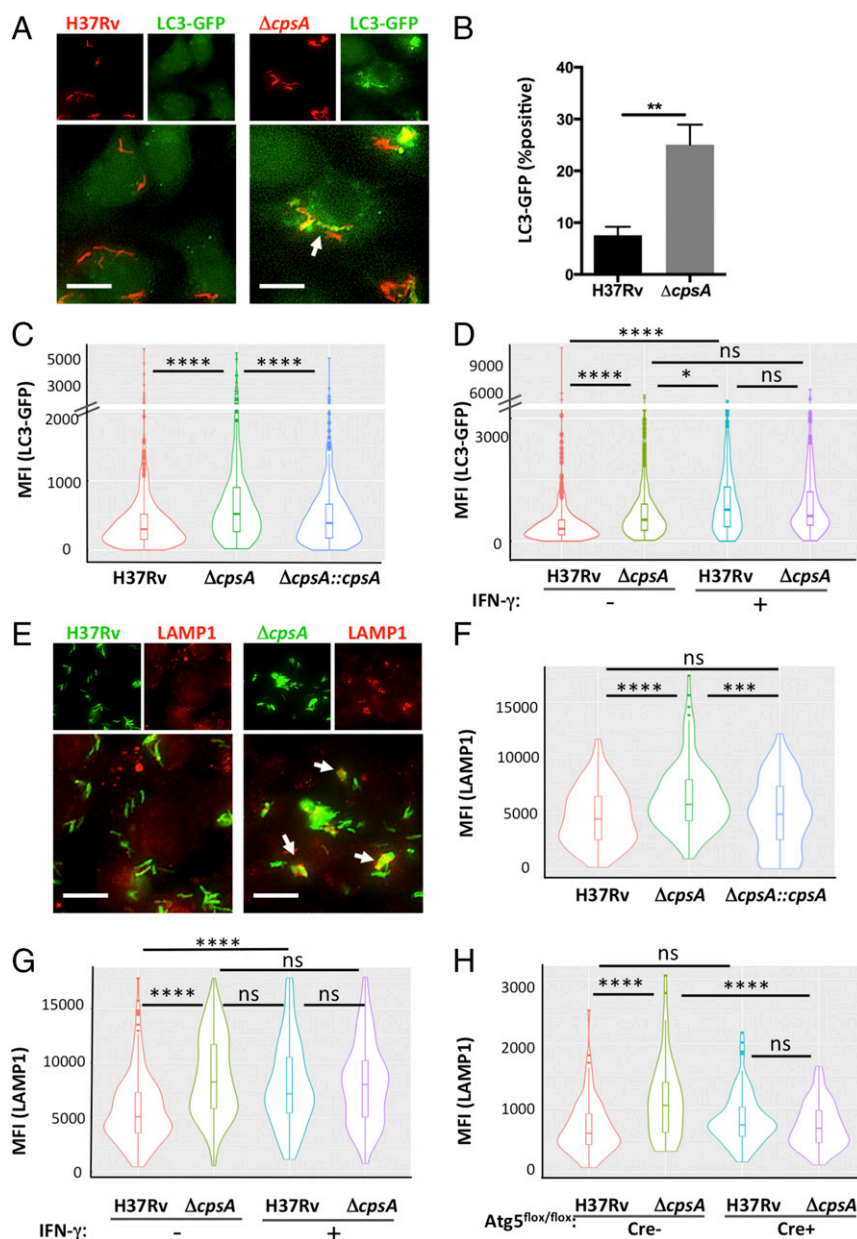 A
H37Rv LC3-GFP ΔcpsA LC3-GFP
B
LC3-GFP (%positive)
40
30
20
10
0
**
H37Rv ΔcpsA
C
MFI (LC3-GFP)
5000
3000
2000
1000
0
**** ****
H37Rv ΔcpsA ΔcpsA::cpsA
D
MFI (LC3-GFP)
9000
6000
3000
0
****
ns
**** * ns
H37Rv ΔcpsA H37Rv ΔcpsA
IFN-γ: - +
E
H37Rv LAMP1 ΔcpsA LAMP1
F
MFI (LAMP1)
15000
10000
5000
0
ns
**** ***
H37Rv ΔcpsA ΔcpsA::cpsA
G
MFI (LAMP1)
15000
10000
5000
0
****
ns
**** ns ns
H37Rv ΔcpsA H37Rv ΔcpsA
IFN-γ: - +
H
MFI (LAMP1)
3000
2000
1000
0
ns
**** ****
ns
H37Rv ΔcpsA H37Rv ΔcpsA
Atg5flox/flox: Cre- Cre+